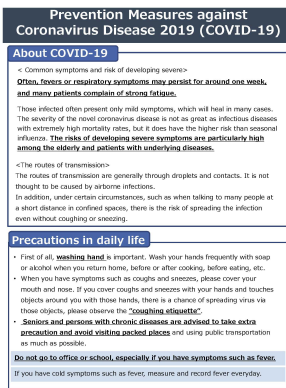 Prevention Measures against
Coronavirus Disease 2019 (COVID-19)
About COVID-19
< Common symptoms and risk of developing severe>
Often, fevers or respiratory symptoms may persist for around one week,
and many patients complain of strong fatigue.
Those infected often present only mild symptoms, which will heal in many cases.
The severity of the novel coronavirus disease is not as great as infectious diseases
with extremely high mortality rates, but it does have the higher risk than seasonal
influenza. The risks of developing severe symptoms are particularly high
among the elderly and patients with underlying diseases.
<The routes of transmission>
The routes of transmission are generally through droplets and contacts. It is not
thought to be caused by airborne infections.
In addition, under certain circumstances, such as when talking to many people at
a short distance in confined spaces, there is the risk of spreading the infection
even without coughing or sneezing.
Precautions in daily life
• First of all, washing hand is important. Wash your hands frequently with soap
or alcohol when you return home, before or after cooking, before eating, etc.
• When you have symptoms such as coughs and sneezes, please cover your
mouth and nose. If you cover coughs and sneezes with your hands and touches
objects around you with those hands, there is a chance of spreading virus via
those objects, please observe the "coughing etiquette".
• Seniors and persons with chronic diseases are advised to take extra
precaution and avoid visiting packed places and using public transportation
as much as possible.
Do not go to office or school, especially if you have symptoms such as fever.
If you have cold symptoms such as fever, measure and record fever everyday.